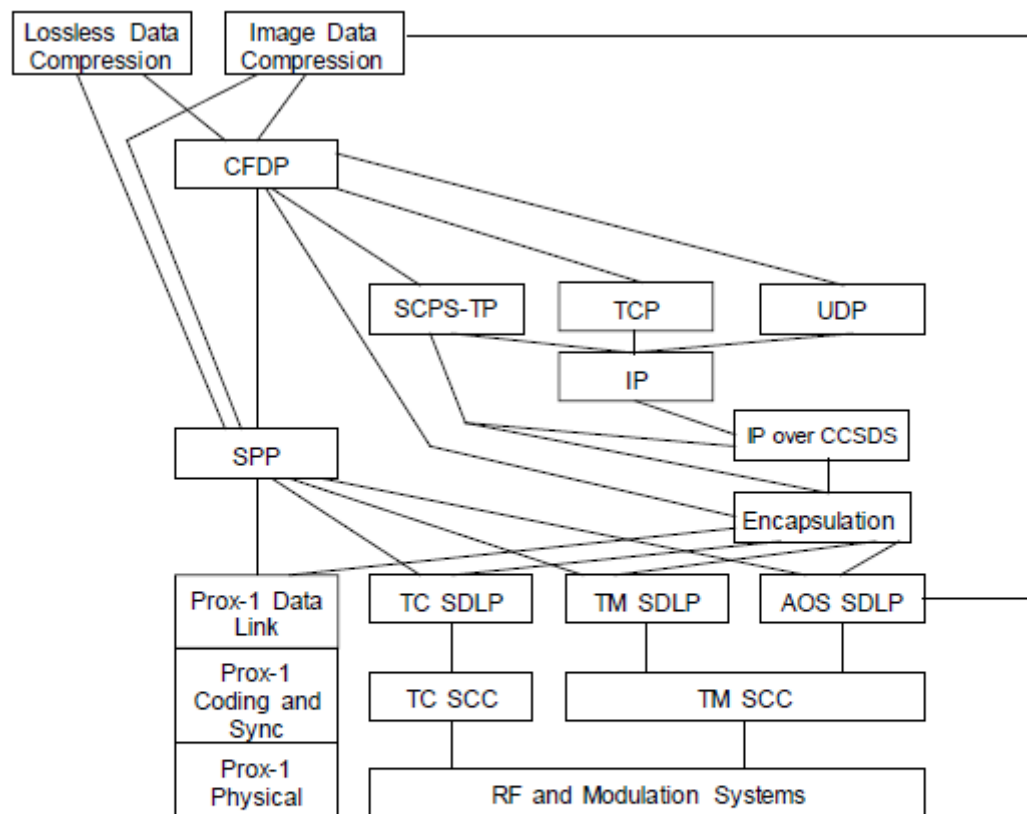 Lossless Data
Compression
Image Data
Compression
CFDP
SCPS-TP
TCP
UDP
IP
IP over CCSDS
SPP
Encapsulation
Prox-1 Data
Link
TC SDLP
TM SDLP
AOS SDLP
Prox-1
Coding and
Sync
TC SCC
TM SCC
Prox-1
Physical
RF and Modulation Systems